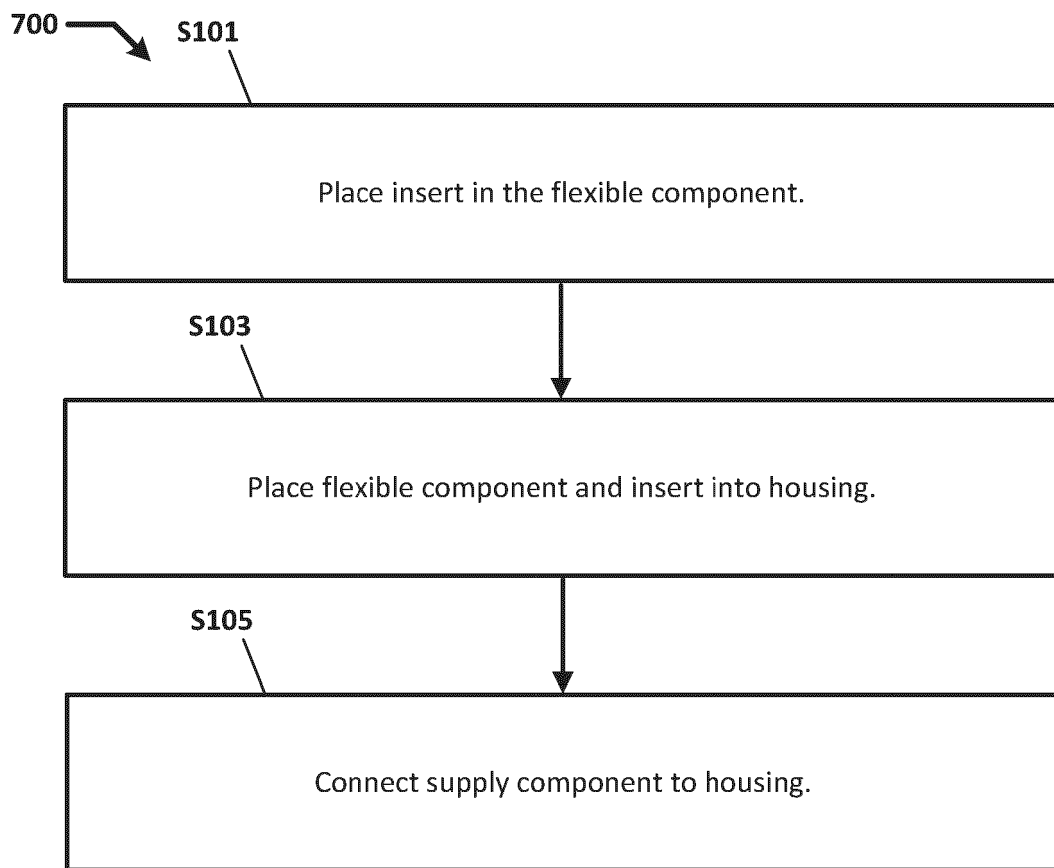 700
S101
Place insert in the flexible component.
S103
Place flexible component and insert into housing.
S105
Connect supply component to housing.